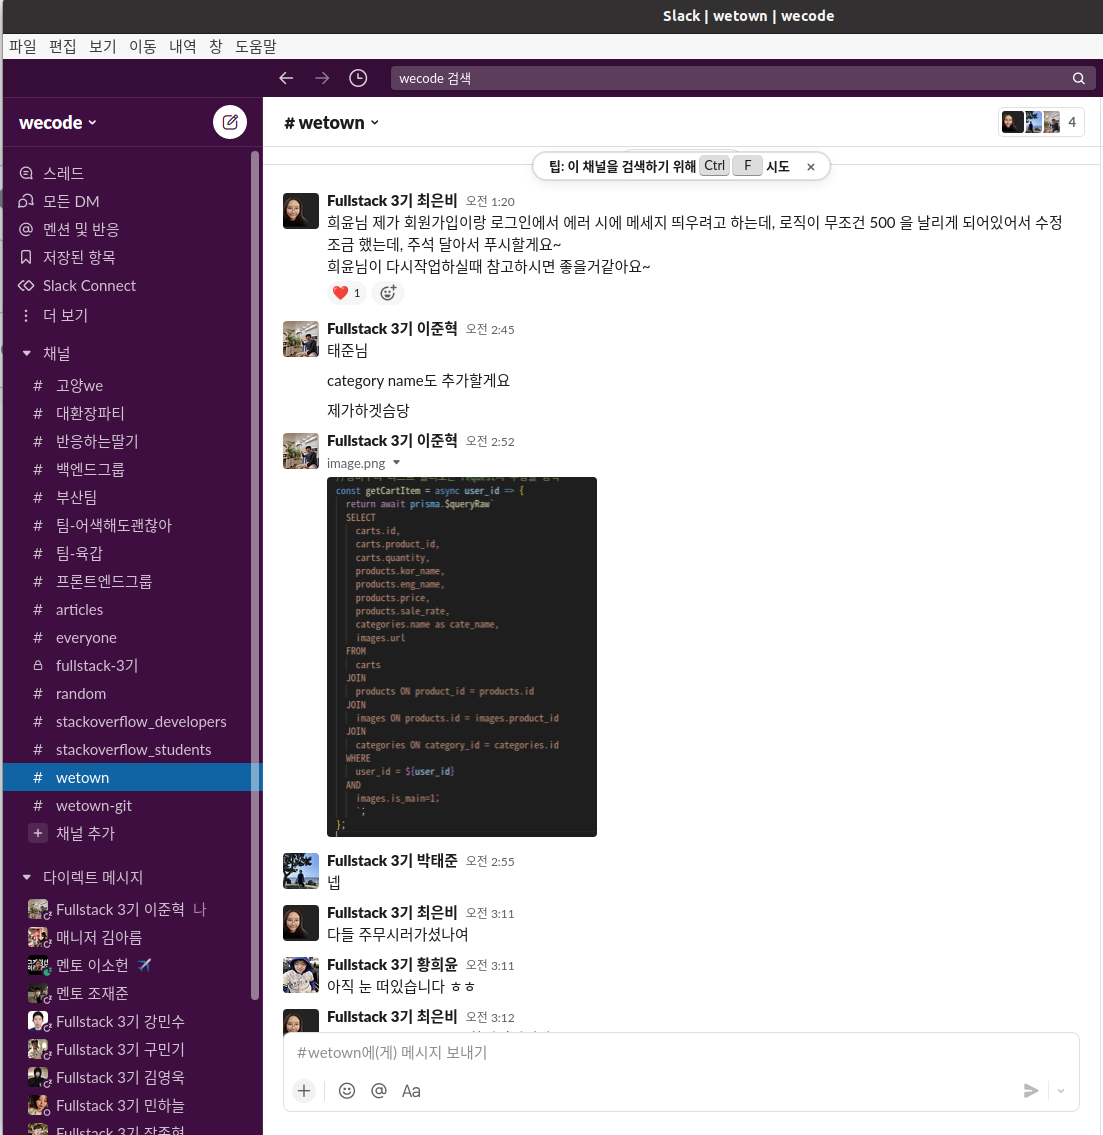 Slack | wetown | wecode
파일 편집 보기 이동 내역 창 도움말
wecode 검색
wecode
스레드
모든 DM
멘션 및 반응
저장된 항목
Slack Connect
더 보기
채널
# 고양we
# 대환장파티
# 반응하는딸기
# 백엔드그룹
# 부산팀
# 팀-어색해도괜찮아
# 팀-육갑
# 프론트엔드그룹
# articles
# everyone
fullstack-3기
# random
# stackoverflow_developers
# stackoverflow_students
# wetown
# wetown-git
+ 채널 추가
다이렉트 메시지
Fullstack 3기 이준혁 나
매니저 김아름
멘토 이소헌
멘토 조재준
Fullstack 3기 강민수
Fullstack 3기 구민기
Fullstack 3기 김영욱
Fullstack 3기 민하늘
Fullstack 3기
# wetown
4
팁: 이 채널을 검색하기 위해 Ctrl F 시도 ×
Fullstack 3기 최은비 오전 1:20
희윤님 제가 회원가입이랑 로그인에서 에러 시에 메세지 띄우려고 하는데, 로직이 무조건 500 을 날리게 되어있어서 수정
조금 했는데, 주석 달아서 푸시할게요~
희윤님이 다시작업하실때 참고하시면 좋을거같아요~
❤️ 1
Fullstack 3기 이준혁 오전 2:45
태준님
category name도 추가할게요
제가하겟슴당
Fullstack 3기 이준혁 오전 2:52
image.png
const getCartItem = async user_id => {
return await prisma.$queryRaw`
SELECT
carts.id,
carts.product_id,
carts.quantity,
products.kor_name,
products.eng_name,
products.price,
products.sale_rate,
categories.name as cate_name,
images.url
FROM
carts
JOIN
products ON product_id = products.id
JOIN
images ON products.id = images.product_id
JOIN
categories ON category_id = categories.id
WHERE
user_id = ${user_id}
AND
images.is_main=1;
`;
};
Fullstack 3기 박태준 오전 2:55
넵
Fullstack 3기 최은비 오전 3:11
다들 주무시러가셨나여
Fullstack 3기 황희윤 오전 3:11
아직 눈 떠있습니다 ㅎㅎ
Fullstack 3기 최은비 오전 3:12
#wetown에(게) 메시지 보내기
Aa